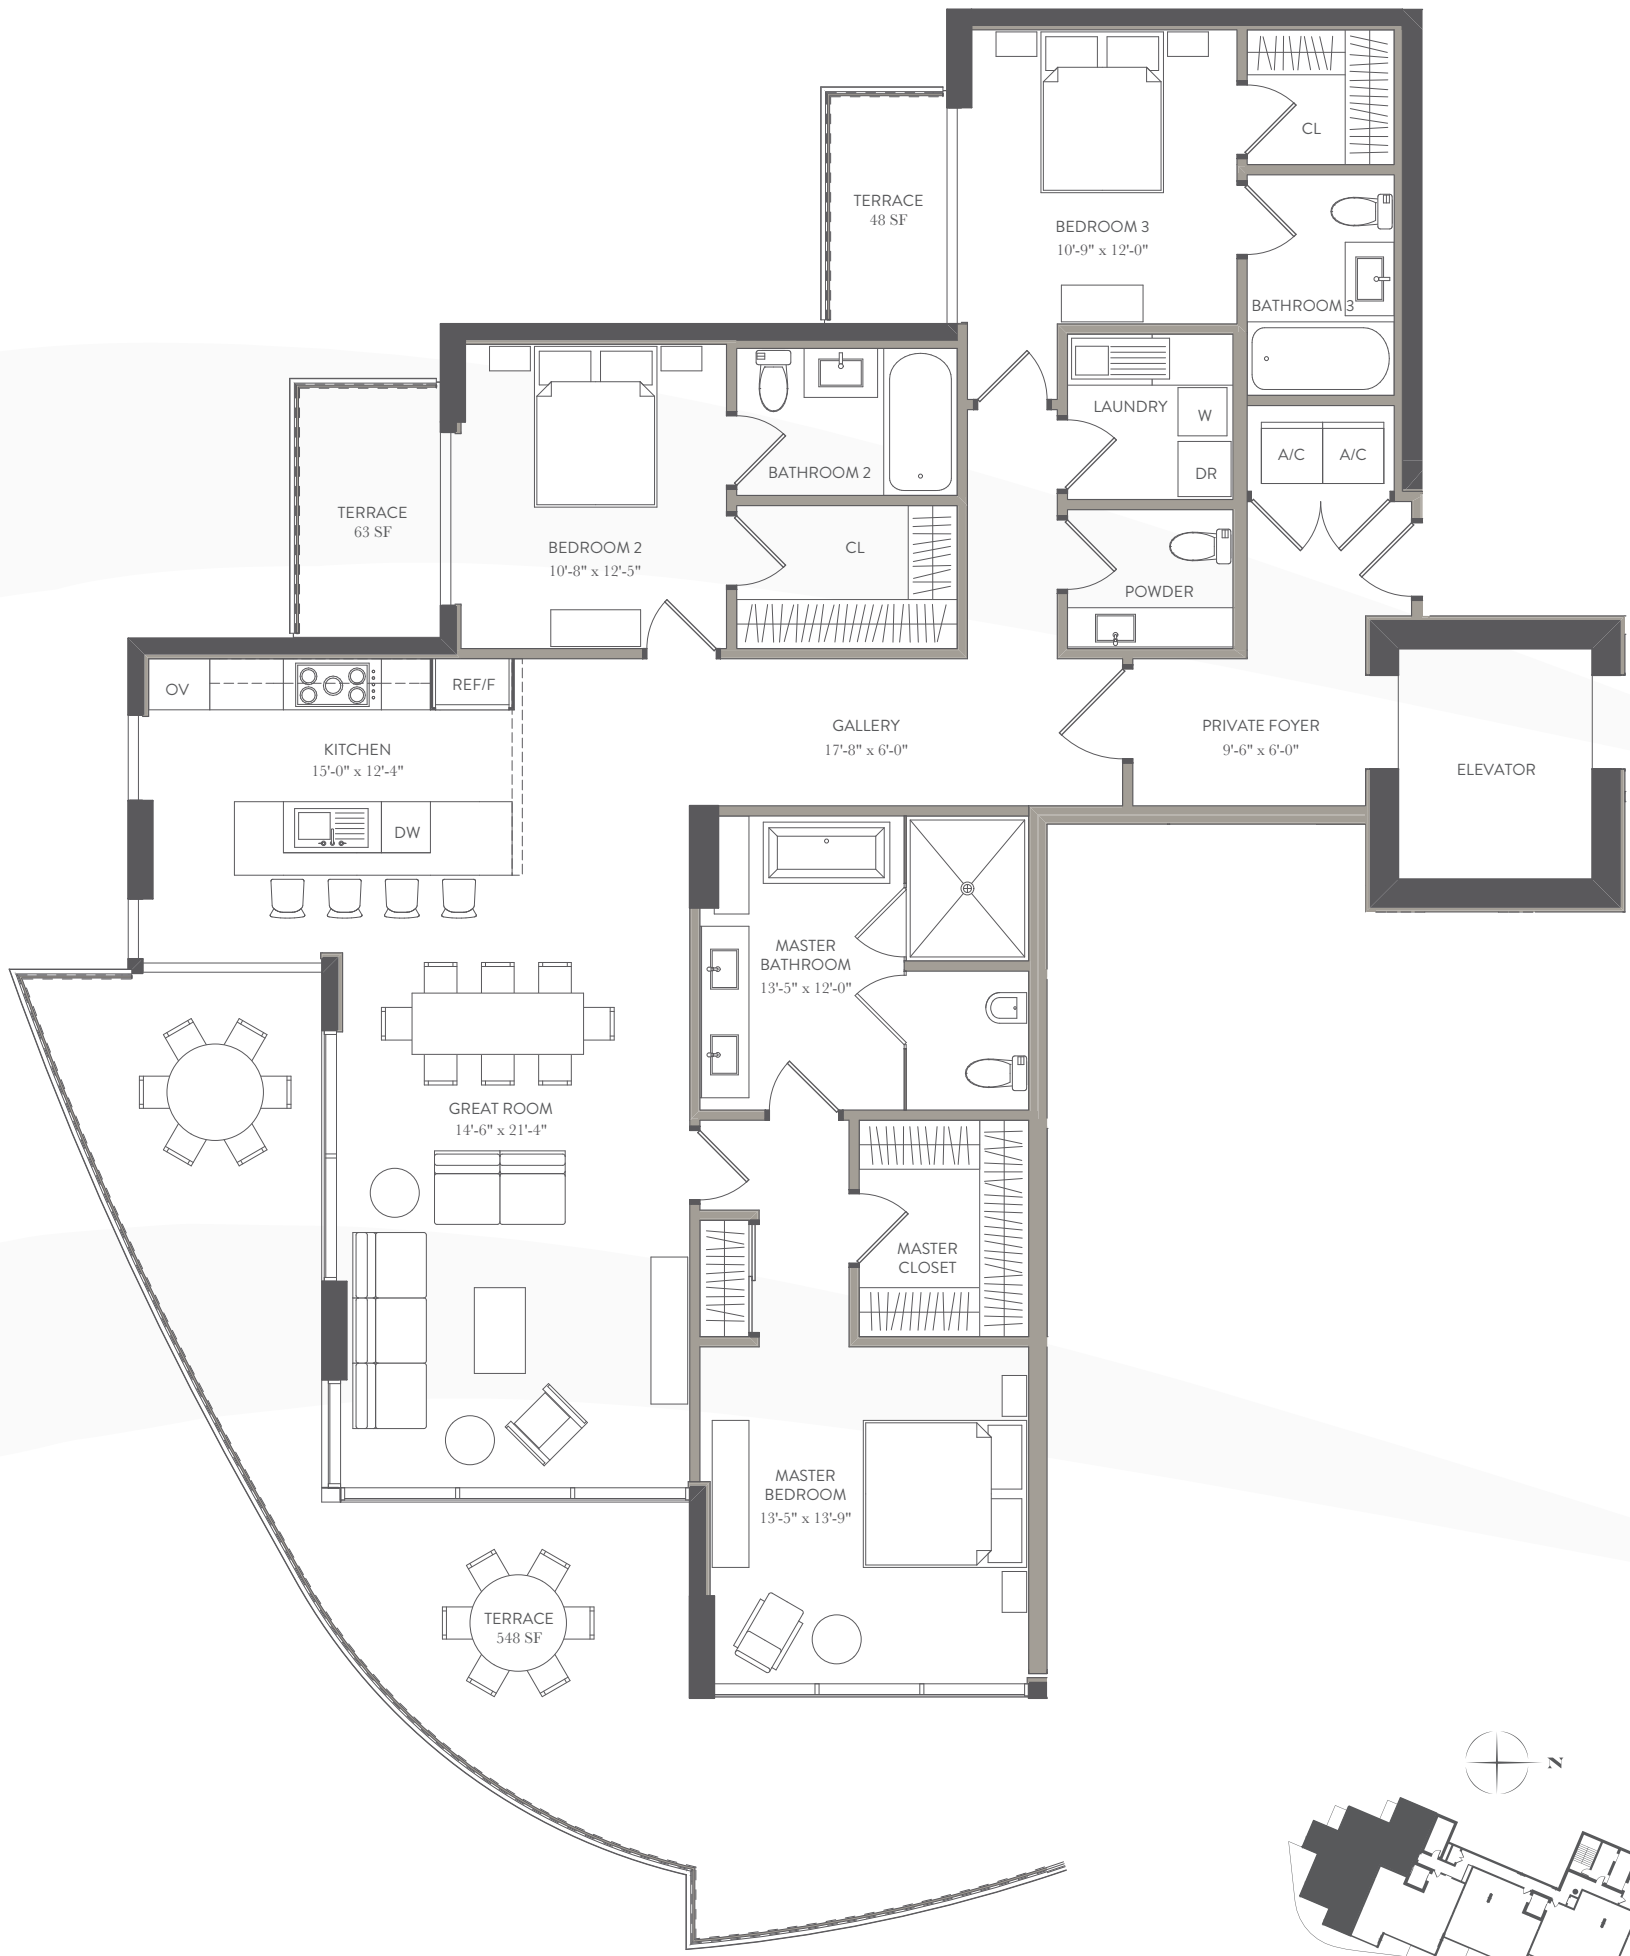 CL
TERRACE
48 SF
BEDROOM 3
10'-9" x 12'-0"
BATHROOM 3
LAUNDRY
W
DR
A/C
A/C
BATHROOM 2
TERRACE
63 SF
BEDROOM 2
10'-8" x 12'-5"
CL
POWDER
OV
REF/F
KITCHEN
15'-0" x 12'-4"
GALLERY
17'-8" x 6'-0"
PRIVATE FOYER
9'-6" x 6'-0"
ELEVATOR
DW
MASTER
BATHROOM
13'-5" x 12'-0"
GREAT ROOM
14'-6" x 21'-4"
MASTER
CLOSET
MASTER
BEDROOM
13'-5" x 13'-9"
TERRACE
548 SF
N